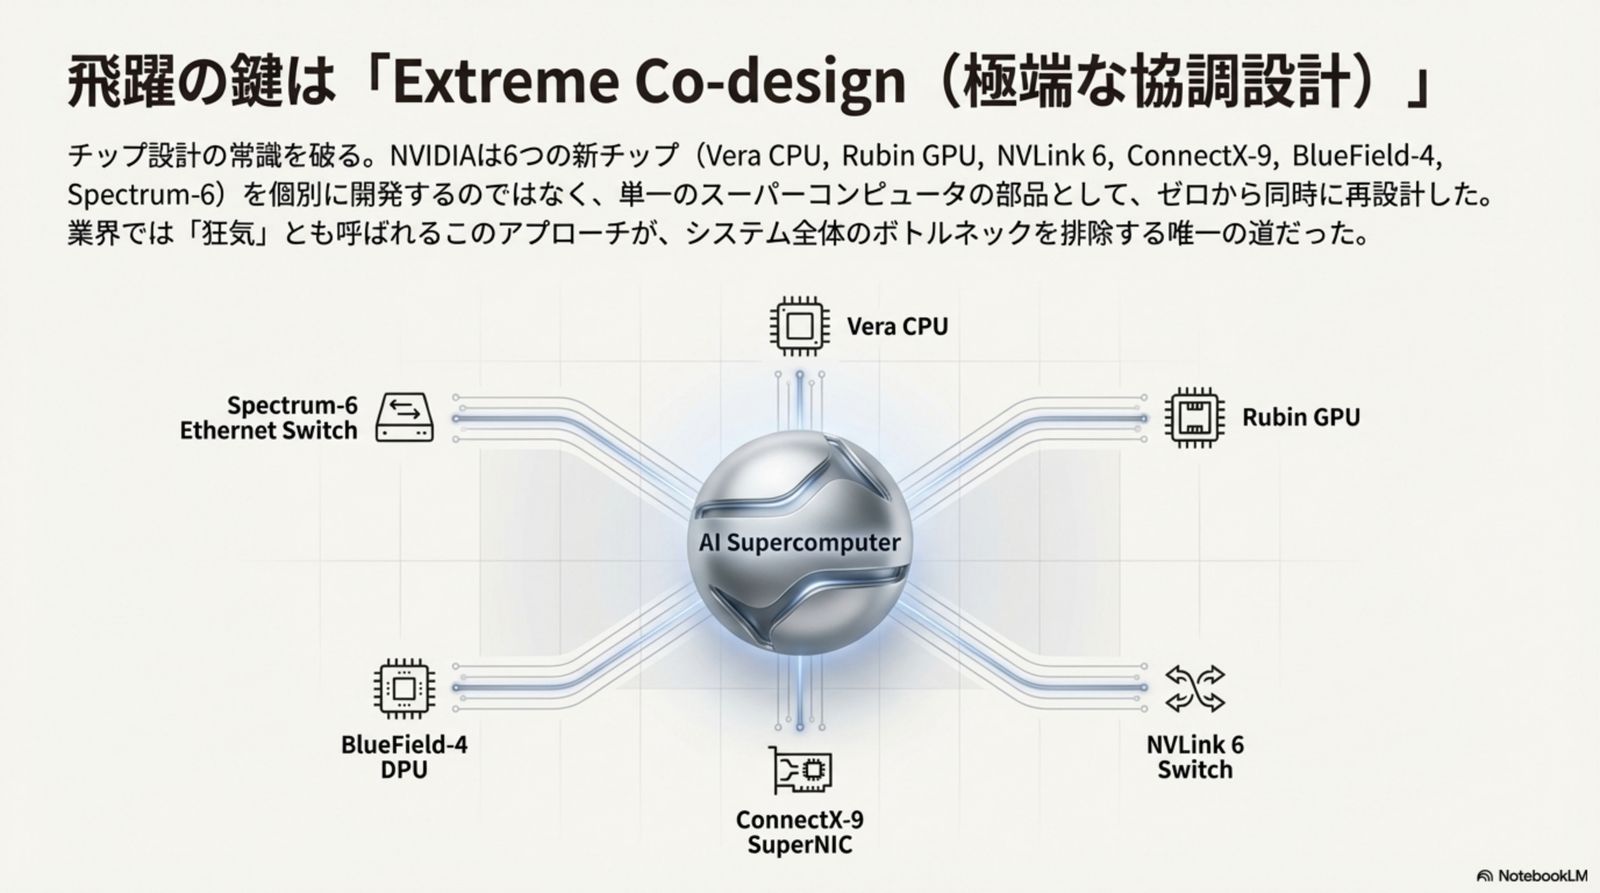 飛躍の鍵は「Extreme Co-design（極端な協調設計）」
チップ設計の常識を破る。NVIDIAは6つの新チップ（Vera CPU, Rubin GPU, NVLink 6, ConnectX-9, BlueField-4,
Spectrum-6）を個別に開発するのではなく、単一のスーパーコンピュータの部品として、ゼロから同時に再設計した。
業界では「狂気」とも呼ばれるこのアプローチが、システム全体のボトルネックを排除する唯一の道だった。
Vera CPU
Spectrum-6
Ethernet Switch
Rubin GPU
AI Supercomputer
BlueField-4
DPU
NVLink 6
Switch
ConnectX-9
SuperNIC
NotebookLM